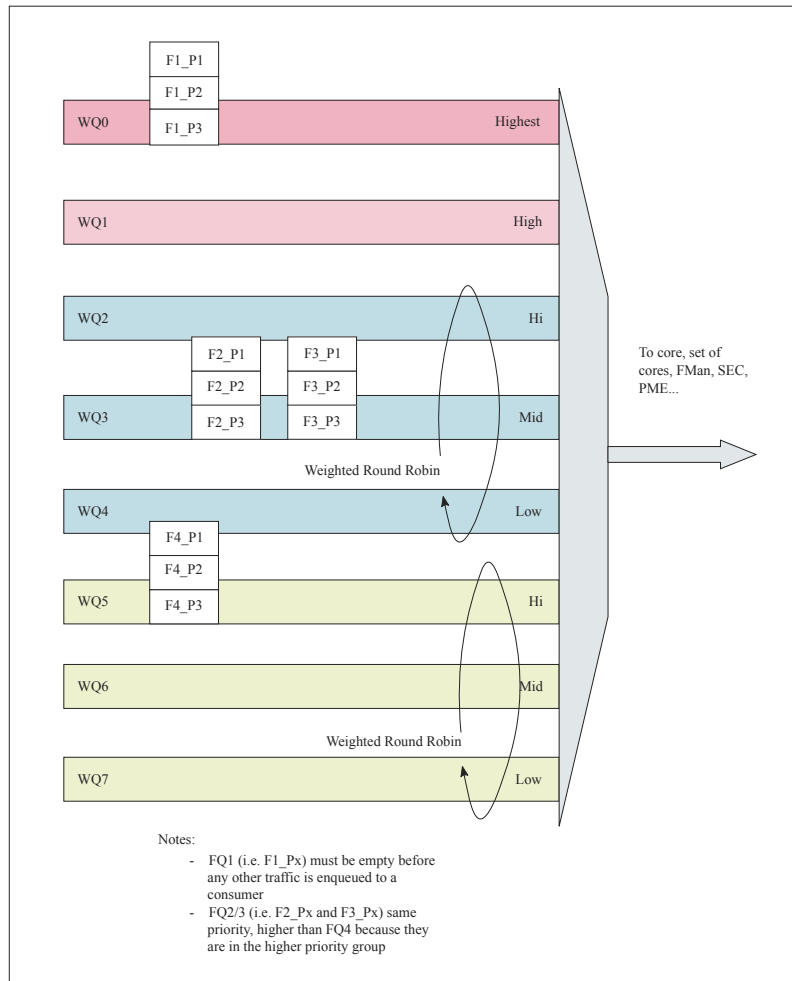 F1_P1
F1_P2
WQ0
F1_P3
Highest
WQ1
High
WQ2
Hi
F2_P1
F3_P1
F2_P2
F3_P2
WQ3
F2_P3
F3_P3
Mid
To core, set of
cores, FMan, SEC,
PME...
Weighted Round Robin
WQ4
Low
F4_P1
F4_P2
WQ5
F4_P3
Hi
WQ6
Mid
Weighted Round Robin
WQ7
Low
Notes:
- FQ1 (i.e. F1_Px) must be empty before
any other traffic is enqueued to a
consumer
- FQ2/3 (i.e. F2_Px and F3_Px) same
priority, higher than FQ4 because they
are in the higher priority group